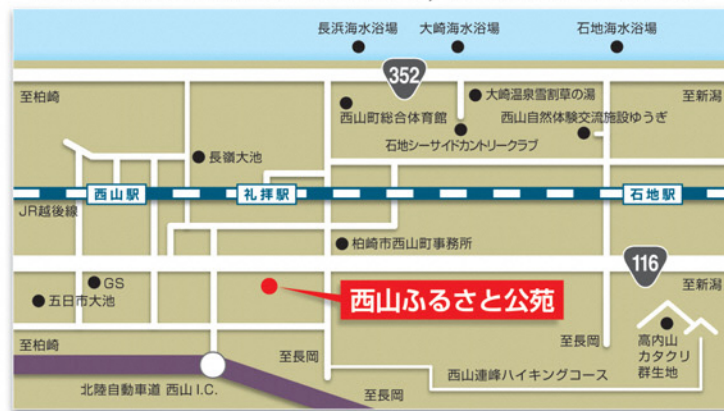 長浜海水浴場
大崎海水浴場
石地海水浴場
352
至柏崎
大崎温泉雪割草の湯
至新潟
西山町総合体育館
西山自然体験交流施設ゆうぎ
石地シーサイドカントリークラブ
長嶺大池
西山駅
礼拝駅
石地駅
JR越後線
柏崎市西山町事務所
116
GS
至新潟
五日市大池
西山ふるさと公苑
至柏崎
至長岡
至長岡
高内山
カタクリ
群生地
北陸自動車道 西山I.C.
西山連峰ハイキングコース
至長岡